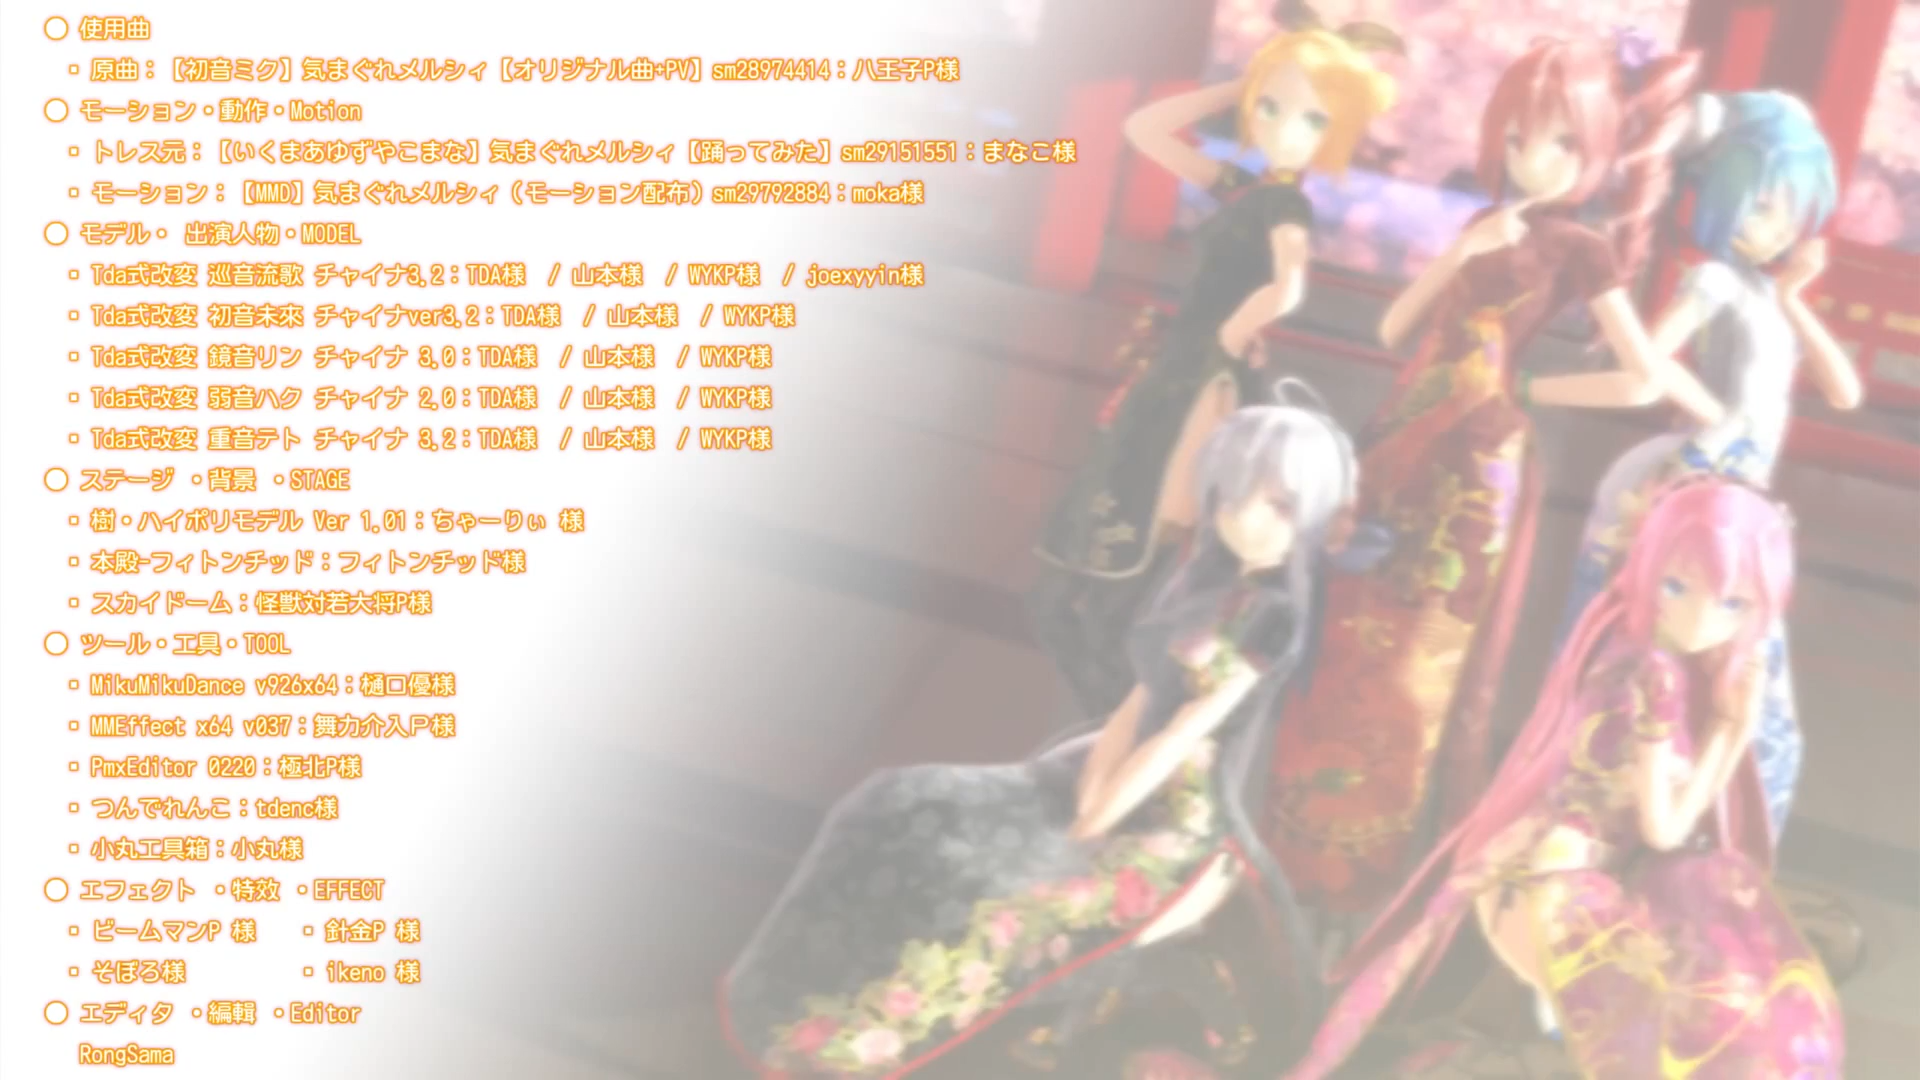 ○ 使用曲
・ 原曲：【初音ミク】気まぐれメルシィ【オリジナル曲+PV】sm28974414：八王子P様
○ モーション・動作・Motion
・ トレス元：【いくまあゆずやこまな】気まぐれメルシィ【踊ってみた】sm29151551：まなこ様
・ モーション：【MMD】気まぐれメルシィ（モーション配布）sm29792884：moka様
○ モデル・ 出演人物・MODEL
・ Tda式改変 巡音流歌 チャイナ3.2：TDA様 / 山本様 / WYKP様 / joexyyin様
・ Tda式改変 初音未來 チャイナver3.2：TDA様 / 山本様 / WYKP様
・ Tda式改変 鏡音リン チャイナ 3.0：TDA様 / 山本様 / WYKP様
・ Tda式改変 弱音ハク チャイナ 2.0：TDA様 / 山本様 / WYKP様
・ Tda式改変 重音テト チャイナ 3.2：TDA様 / 山本様 / WYKP様
○ ステージ ・背景 ・STAGE
・ 樹・ハイポリモデル Ver 1.01：ちゃーりぃ 様
・ 本殿-フィトンチッド：フィトンチッド様
・ スカイドーム：怪獣対若大将P様
○ ツール・工具・TOOL
・ MikuMikuDance v926x64：樋口優様
・ MMEffect x64 v037：舞力介入Ｐ様
・ PmxEditor 0220：極北P様
・ つんでれんこ：tdenc様
・ 小丸工具箱：小丸様
○ エフェクト ・特效 ・EFFECT
・ ビームマンP 様 ・ 針金P 様
・ そぼろ様 ・ ikeno 様
○ エディタ ・編輯 ・Editor
RongSama